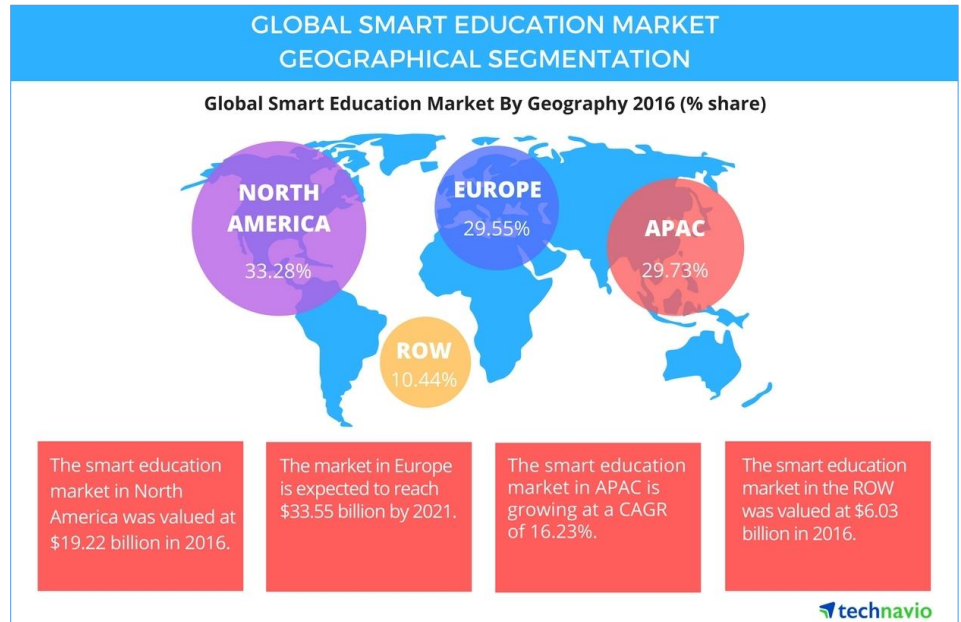 GLOBAL SMART EDUCATION MARKET
GEOGRAPHICAL SEGMENTATION
Global Smart Education Market By Geography 2016 (% share)
NORTH
AMERICA
33.28%
EUROPE
29.55%
APAC
29.73%
ROW
10.44%
The smart education
market in North
America was valued at
$19.22 billion in 2016.
The market in Europe
is expected to reach
$33.55 billion by 2021.
The smart education
market in APAC is
growing at a CAGR
of 16.23%.
The smart education
market in the ROW
was valued at $6.03
billion in 2016.
technavio